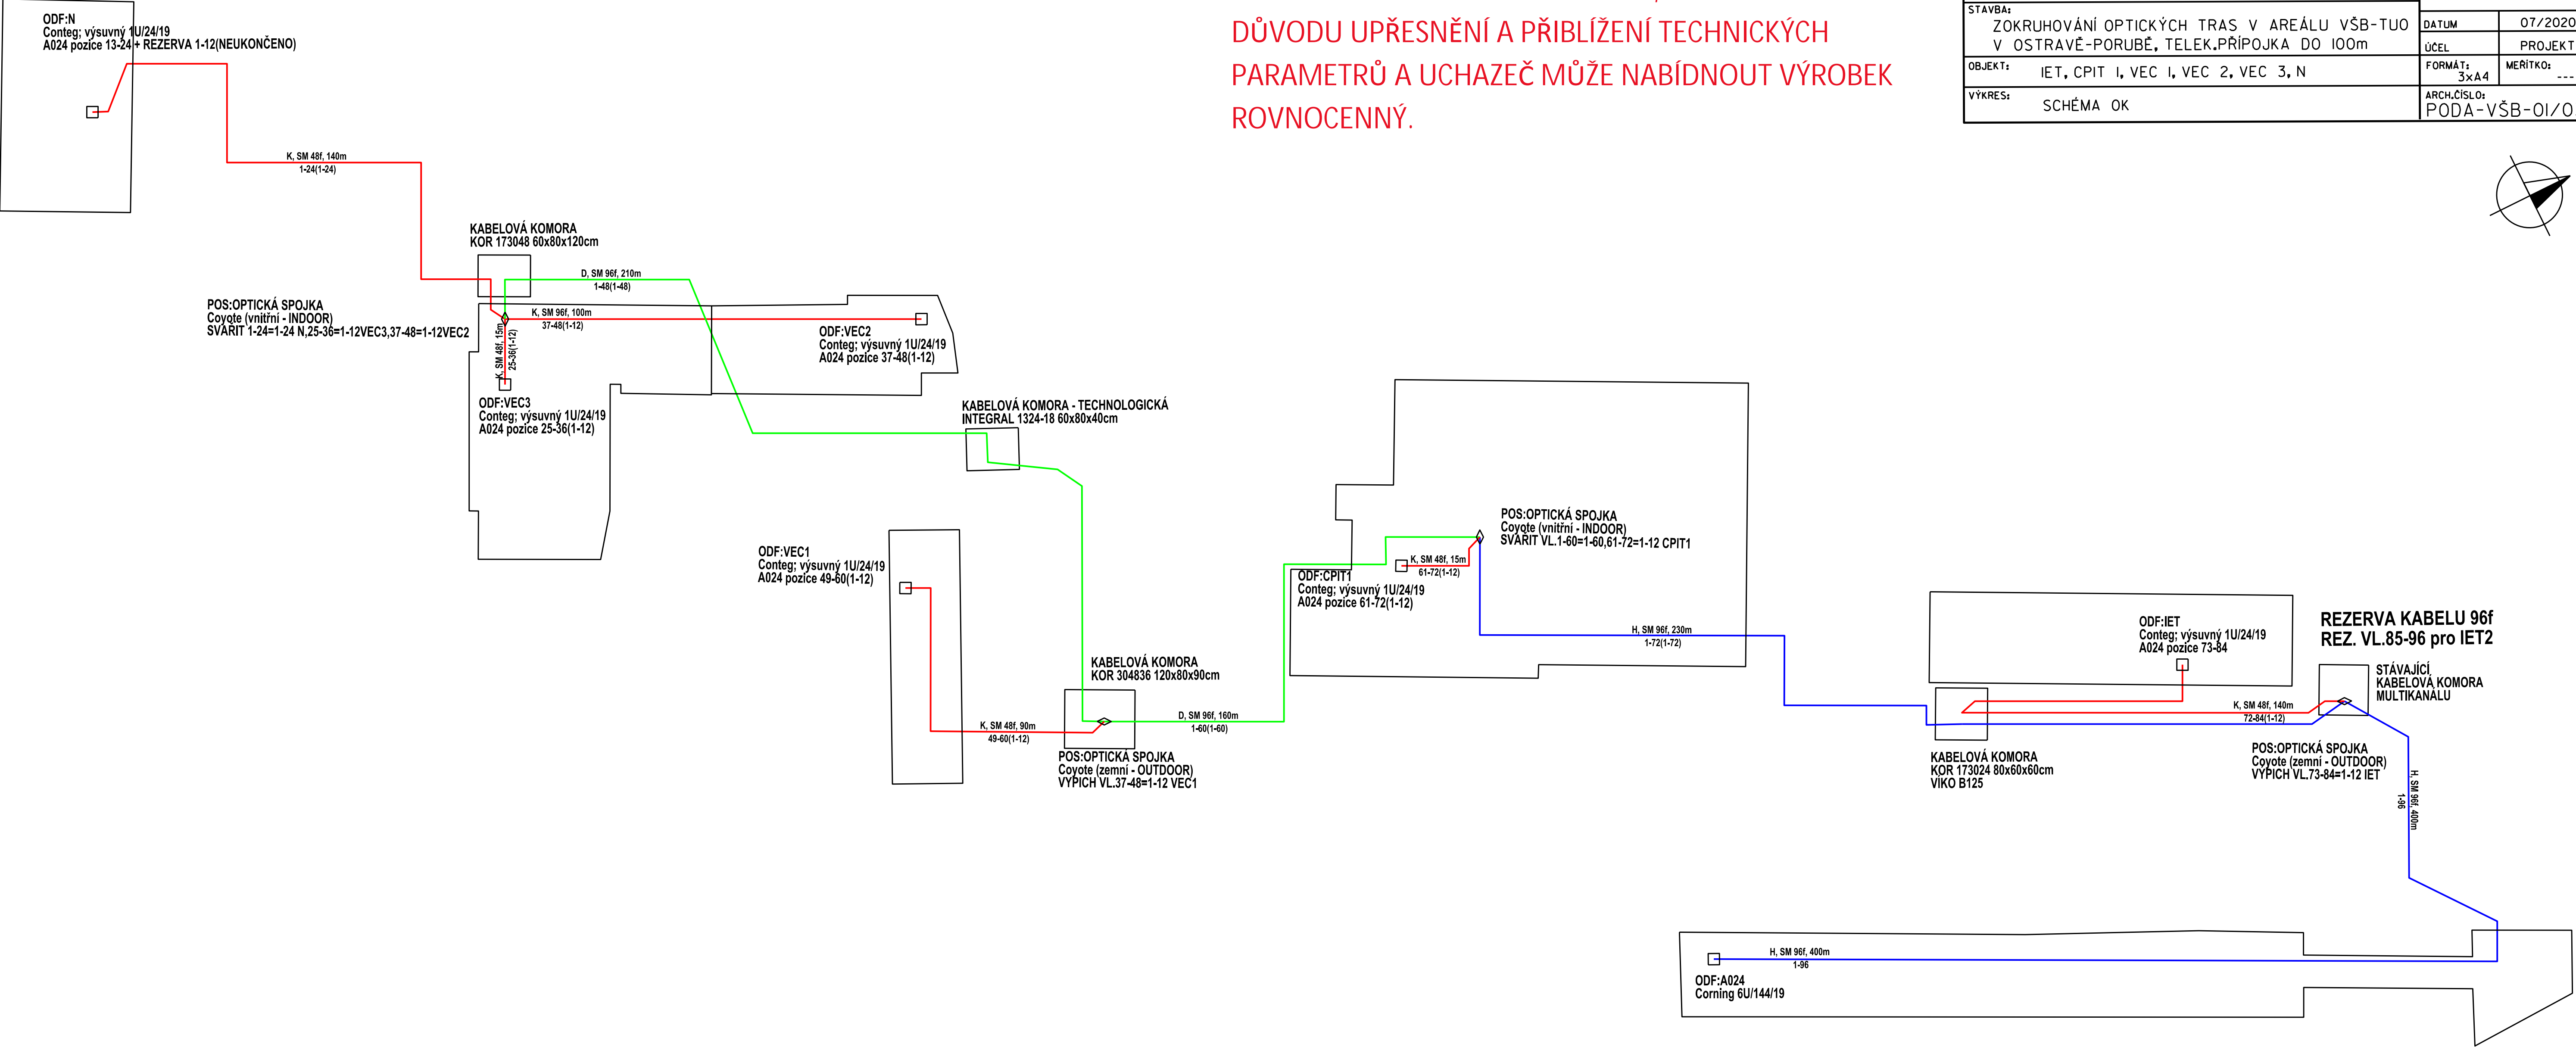 ODF:N
Conteg; výsuvný 1U/24/19
A024 pozice 13-24 + REZERVA 1-12(NEUKONČENO)
DŮVODU UPŘESNĚNÍ A PŘIBLÍŽENÍ TECHNICKÝCH
PARAMETRŮ A UCHAZEČ MŮŽE NABÍDNOUT VÝROBEK
ROVNOCENNÝ.
STAVBA:
ZOKRUHOVÁNÍ OPTICKÝCH TRAS V AREÁLU VŠB-TUO
V OSTRAVĚ-PORUBĚ, TELEK.PŘÍPOJKA DO 100m
DATUM
07/2020
ÚČEL
PROJEKT
OBJEKT:
IET, CPIT 1, VEC 1, VEC 2, VEC 3, N
FORMÁT:
3xA4
MEŘÍTKO:
---
VÝKRES:
SCHÉMA OK
ARCH.ČÍSLO:
PODA-VŠB-01/0
K, SM 48f, 140m
1-24(1-24)
KABELOVÁ KOMORA
KOR 173048 60x80x120cm
D, SM 96f, 210m
1-48(1-48)
POS:OPTICKÁ SPOJKA
Coyote (vnitřní - INDOOR)
SVAŘIT 1-24=1-24 N,25-36=1-12VEC3,37-48=1-12VEC2
K, SM 96f, 100m
37-48(1-12)
K, SM 48f, 15m
25-36(1-12)
ODF:VEC2
Conteg; výsuvný 1U/24/19
A024 pozice 37-48(1-12)
ODF:VEC3
Conteg; výsuvný 1U/24/19
A024 pozice 25-36(1-12)
KABELOVÁ KOMORA - TECHNOLOGICKÁ
INTEGRAL 1324-18 60x80x40cm
ODF:VEC1
Conteg; výsuvný 1U/24/19
A024 pozice 49-60(1-12)
POS:OPTICKÁ SPOJKA
Coyote (vnitřní - INDOOR)
SVAŘIT VL.1-60=1-60,61-72=1-12 CPIT1
K, SM 48f, 15m
61-72(1-12)
ODF:CPIT1
Conteg; výsuvný 1U/24/19
A024 pozice 61-72(1-12)
H, SM 96f, 230m
1-72(1-72)
KABELOVÁ KOMORA
KOR 304836 120x80x90cm
K, SM 48f, 90m
49-60(1-12)
D, SM 96f, 160m
1-60(1-60)
POS:OPTICKÁ SPOJKA
Coyote (zemní - OUTDOOR)
VÝPICH VL.37-48=1-12 VEC1
ODF:IET
Conteg; výsuvný 1U/24/19
A024 pozice 73-84
REZERVA KABELU 96f
REZ. VL.85-96 pro IET2
STÁVAJÍCÍ
KABELOVÁ KOMORA
MULTIKANÁLU
K, SM 48f, 140m
72-84(1-12)
KABELOVÁ KOMORA
KOR 173024 80x60x60cm
VÍKO B125
POS:OPTICKÁ SPOJKA
Coyote (zemní - OUTDOOR)
VÝPICH VL.73-84=1-12 IET
H, SM 96f, 400m
1-96
H, SM 96f, 400m
1-96
ODF:A024
Corning 6U/144/19